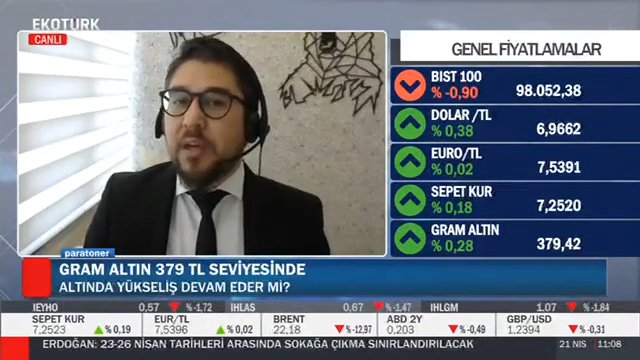 EKOTÜRK
CANLI
GENEL FİYATLAMALAR
BIST 100
% -0,90 98.052,38
DOLAR /TL
% 0,38 6,9662
EURO/TL
% 0,02 7,5391
SEPET KUR
% 0,18 7,2520
GRAM ALTIN
% 0,28 379,42
paratoner
GRAM ALTIN 379 TL SEVİYESİNDE
ALTINDA YÜKSELİŞ DEVAM EDER Mİ?
IEYHO 0,57 %-1,72 IHLAS 0,67 %-1,47 IHLGM 1,07 %-1,84
SEPET KUR EUR/TL BRENT ABD 2Y GBP/USD
7,2523 %0,19 7,5396 %0,02 22,18 %-12,97 0,203 %-0,49 1,2394 %-0,31
ERDOĞAN: 23-26 NİSAN TARİHLERİ ARASINDA SOKAĞA ÇIKMA SINIRLANDIRILACAK 21 NIS 11:08